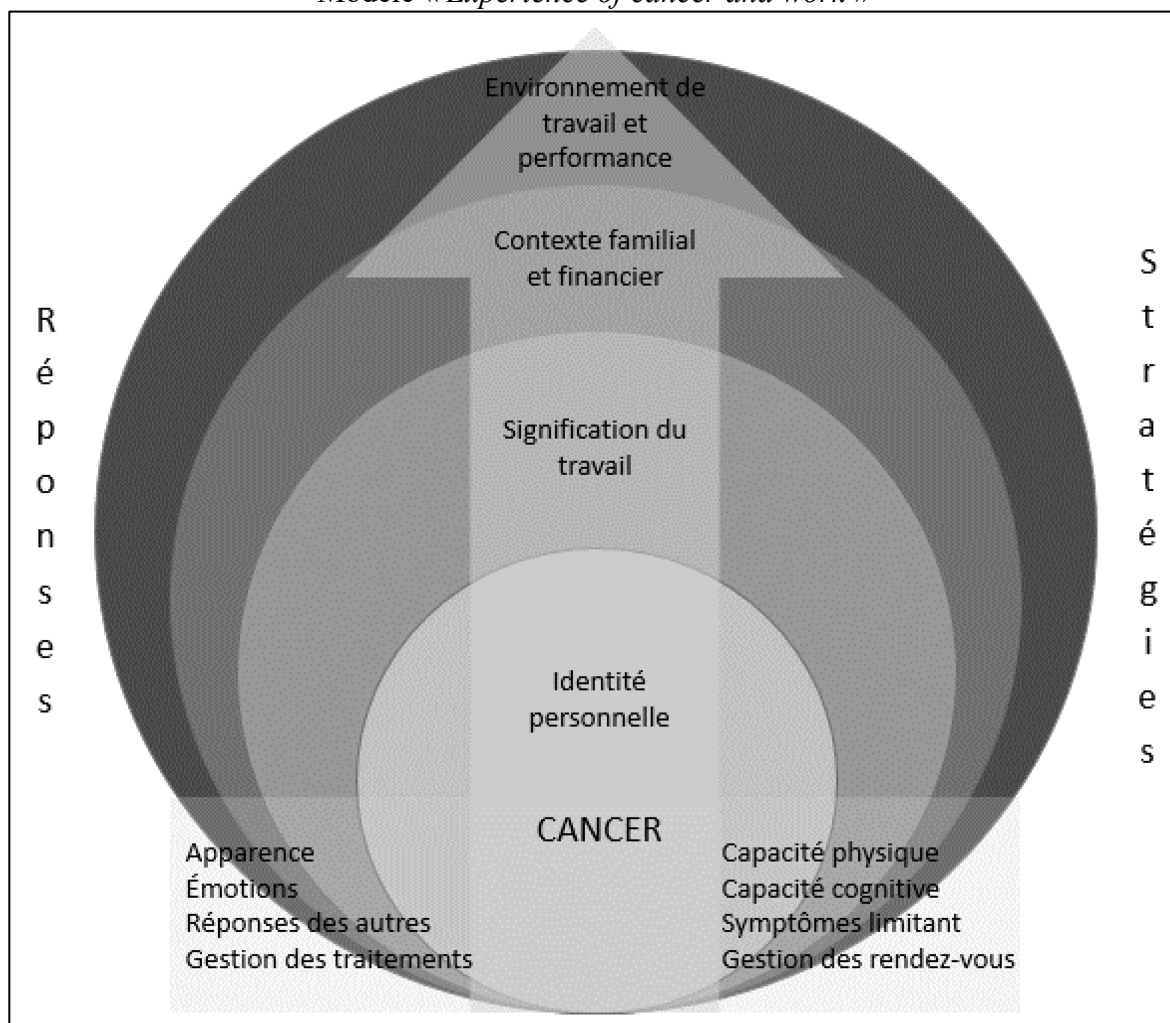 Modèle « Experience of cancer and work »
Environnement de
travail et
performance
Contexte familial
et financier
Signification du
travail
Identité
personnelle
CANCER
Réponses
Stratégies
Apparence
Émotions
Réponses des autres
Gestion des traitements
Capacité physique
Capacité cognitive
Symptômes limitant
Gestion des rendez-vous